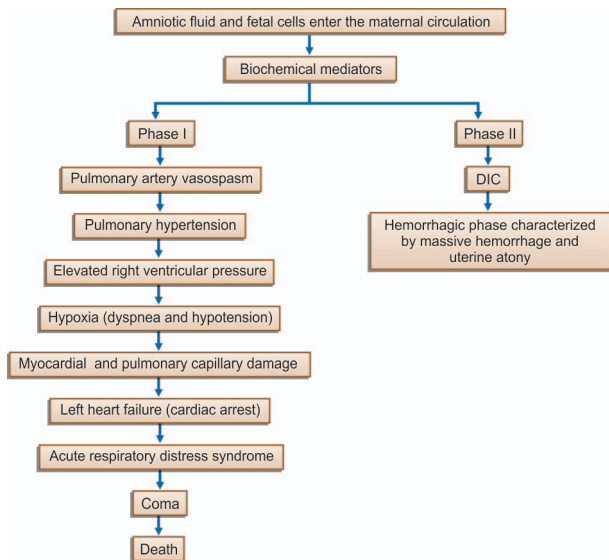 Amniotic fluid and fetal cells enter the maternal circulation
Biochemical mediators
Phase I
Pulmonary artery vasospasm
Pulmonary hypertension
Elevated right ventricular pressure
Hypoxia (dyspnea and hypotension)
Myocardial and pulmonary capillary damage
Left heart failure (cardiac arrest)
Acute respiratory distress syndrome
Coma
Death
Phase II
DIC
Hemorrhagic phase characterized
by massive hemorrhage and
uterine atony